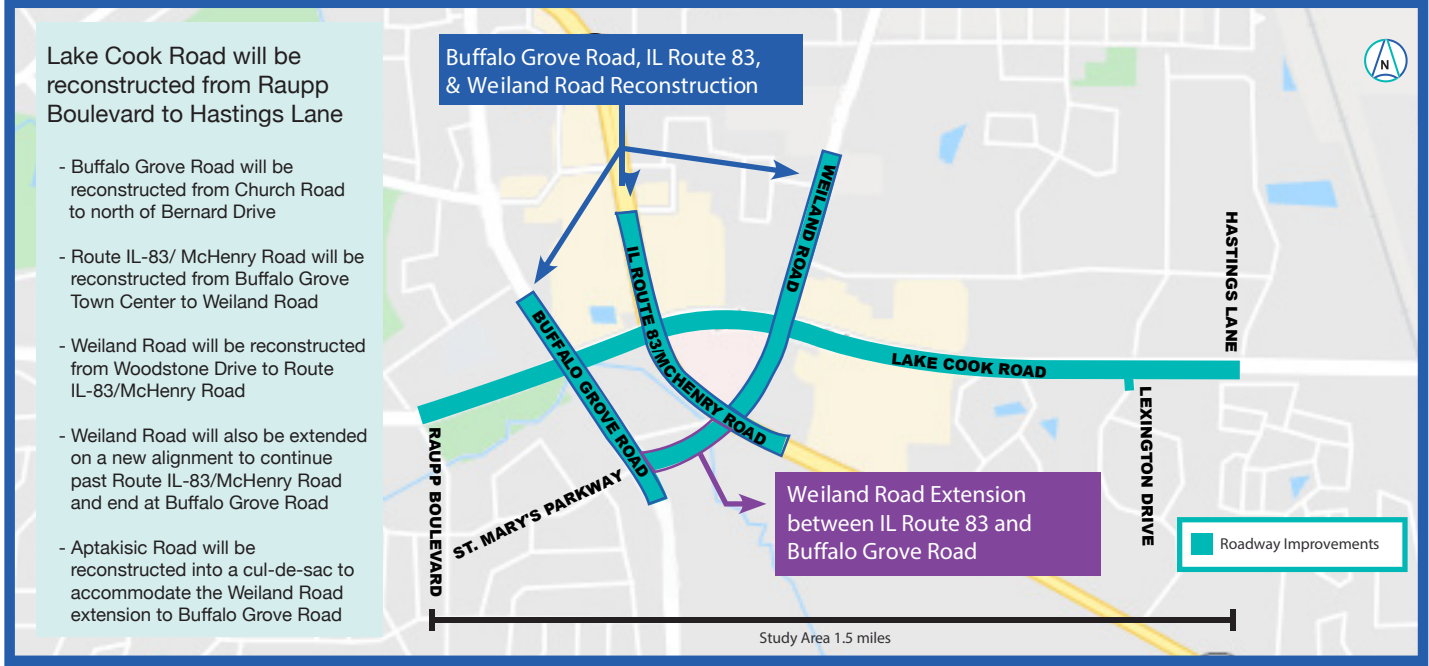 Lake Cook Road will be
reconstructed from Raupp
Boulevard to Hastings Lane
- Buffalo Grove Road will be
reconstructed from Church Road
to north of Bernard Drive
- Route IL-83/ McHenry Road will be
reconstructed from Buffalo Grove
Town Center to Weiland Road
- Weiland Road will be reconstructed
from Woodstone Drive to Route
IL-83/McHenry Road
- Weiland Road will also be extended
on a new alignment to continue
past Route IL-83/McHenry Road
and end at Buffalo Grove Road
- Aptakisic Road will be
reconstructed into a cul-de-sac to
accommodate the Weiland Road
extension to Buffalo Grove Road
Buffalo Grove Road, IL Route 83,
& Weiland Road Reconstruction
N
WEILAND ROAD
HASTINGS LANE
IL ROUTE 83/MCHENRY ROAD
BUFFALO GROVE ROAD
LAKE COOK ROAD
RAUPP BOULEVARD
ST. MARY'S PARKWAY
LEXINGTON DRIVE
Weiland Road Extension
between IL Route 83 and
Buffalo Grove Road
Roadway Improvements
Study Area 1.5 miles